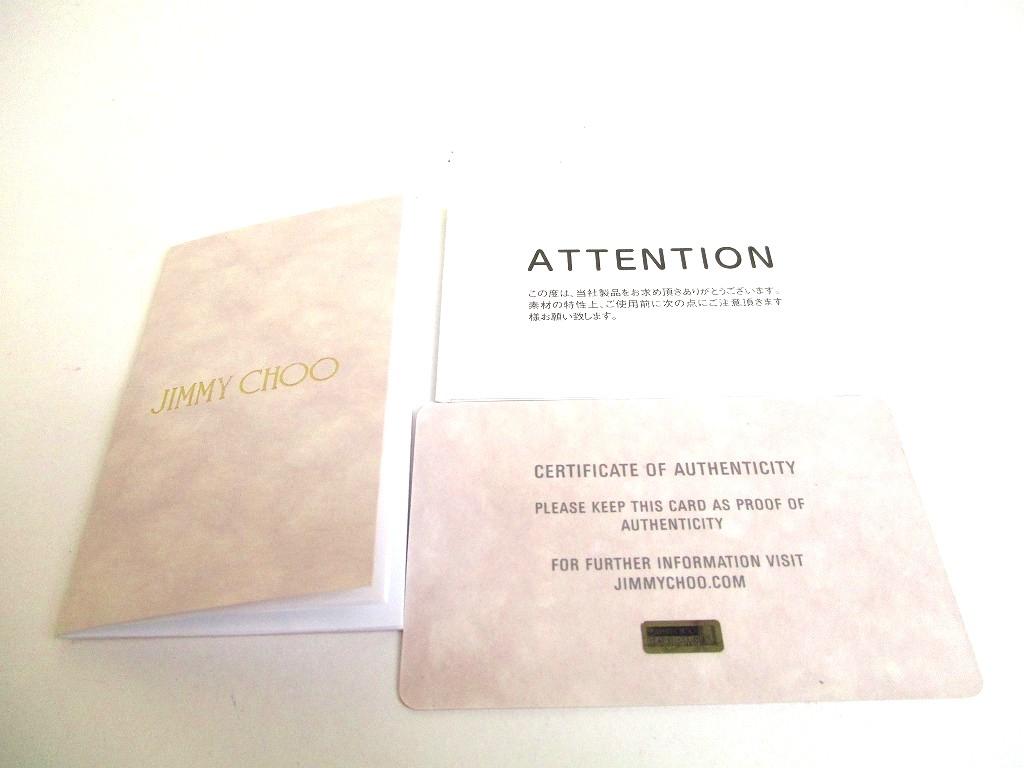 JIMMY CHOO
ATTENTION
この度は、当社製品をお求め頂きありがとうございます。
素材の特性上、ご使用前に次の点にご注意頂きます
様お願い致します。
CERTIFICATE OF AUTHENTICITY
PLEASE KEEP THIS CARD AS PROOF OF
AUTHENTICITY
FOR FURTHER INFORMATION VISIT
JIMMYCHOO.COM